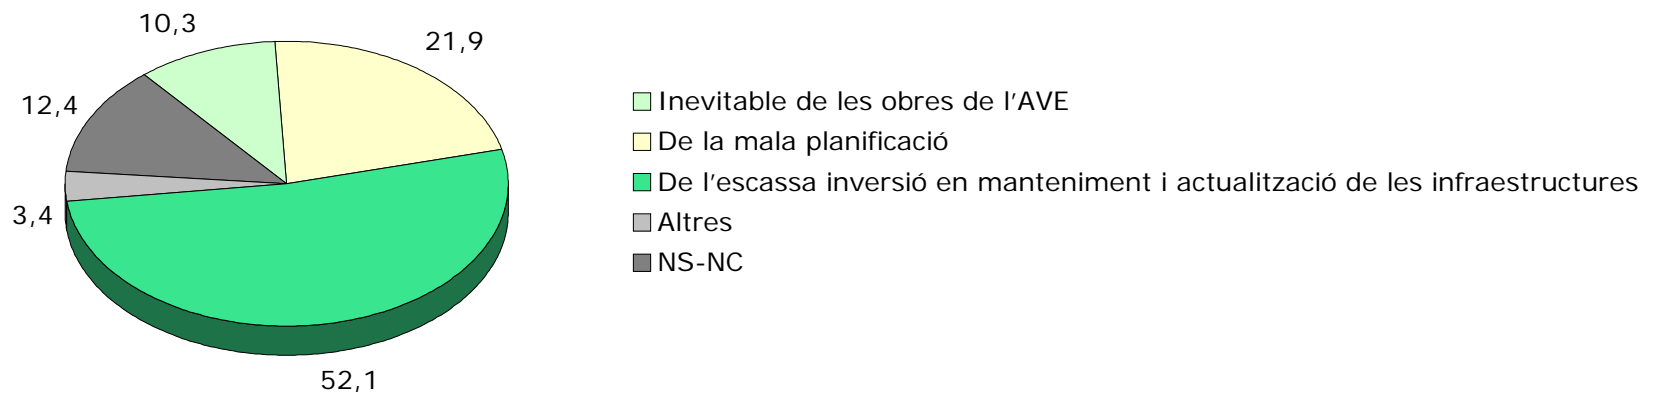 10,3
21,9
12,4
3,4
52,1
Inevitable de les obres de l'AVE
De la mala planificació
De l'escassa inversió en manteniment i actualització de les infraestructures
Altres
NS-NC